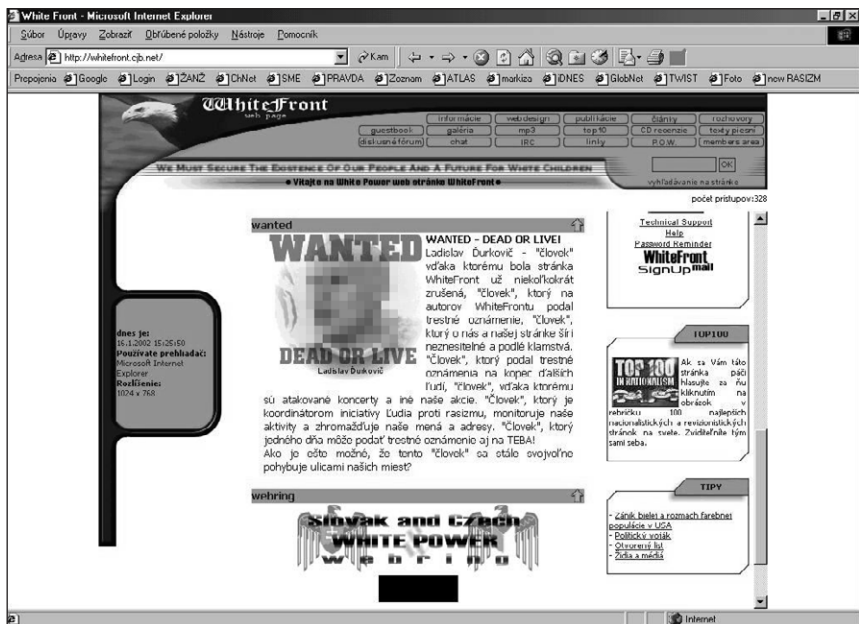 White Front - Microsoft Internet Explorer
Súbor Úpravy Zobraziť Obľúbené položky Nástroje Pomocník
Adresa http://whitefront.cjb.net/ Kam
Prepojenia Google Login ŽANŽ ChNet SME PRAVDA Zoznam ATLAS markiza iDNES GlobNet TWIST Foto new RASIZM
WhiteFront
web page
informácie webdesign publikácie články rozhovory
guestbook galéria mp3 top10 CD recenzie texty piesní
(diskusné fórum) chat IRC linky P.O.W. members area
We Must Secure The Existence Of Our People And A Future For White Children
OK
• Vitajte na White Power web stránke WhiteFront •
vyhľadávanie na stránke
počet prístupov:328
wanted
WANTED
DEAD OR LIVE
Ladislav Ďurkovič
WANTED - DEAD OR LIVE!
Ladislav Ďurkovič - "človek"
vďaka ktorému bola stránka
WhiteFront už niekoľkokrát
zrušená, "človek", ktorý na
autorov WhiteFrontu podal
trestné oznámenie, "človek",
ktorý o nás a našej stránke šíri
neznesiteľné a podlé klamstvá.
"Človek", ktorý podal trestné
oznámenia na kopec ďalších
ľudí, "človek", vďaka ktorému
sú atakované koncerty a iné naše akcie. "Človek", ktorý je
koordinátorom iniciatívy Ľudia proti rasizmu, monitoruje naše
aktivity a zhromažďuje naše mená a adresy. "Človek", ktorý
jedného dňa môže podať trestné oznámenie aj na TEBA!
Ako je ešte možné, že tento "človek" sa stále svojvoľne
pohybuje ulicami našich miest?
webring
Slovak and Czech
WHITE POWER
webring
dnes je:
16.1.2002 15:25:50
Používate prehliadač:
Microsoft Internet
Explorer
Rozlíšenie:
1024 x 768
Technical Support
Help
Password Reminder
WhiteFront
SignUp mail
TOP100
TOP 100
IN NATIONALISM
Ak sa Vám táto
stránka páči
hlasujte za ňu
kliknutím na
obrázok v
rebríčku 100 najlepších
nacionalistických a revizionistických
stránok na svete. Zviditeľníte tým
sami seba.
TIPY
- Zánik bielej a rozmach farebnej
populácie v USA
- Politický vojak
- Otvorený list
- Židia a médiá
Internet